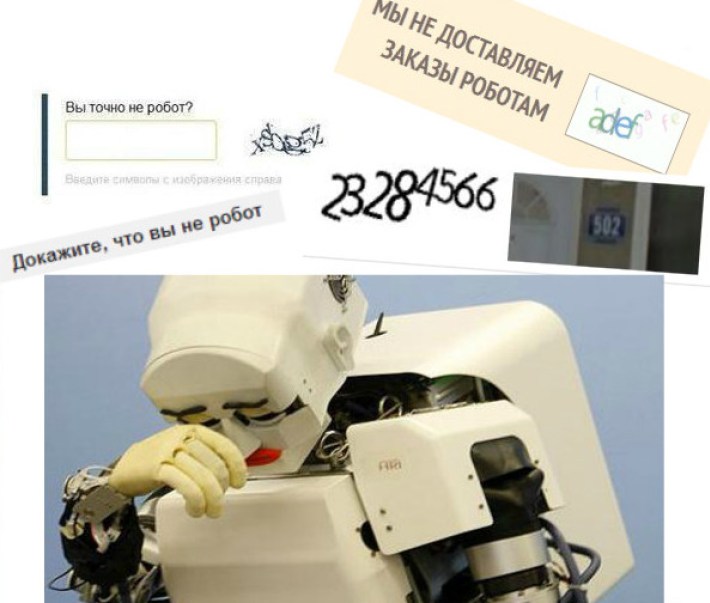 МЫ НЕ ДОСТАВЛЯЕМ
ЗАКАЗЫ РОБОТАМ
adef
Вы точно не робот?
Введите символы с изображения справа
23284566
502
Докажите, что вы не робот